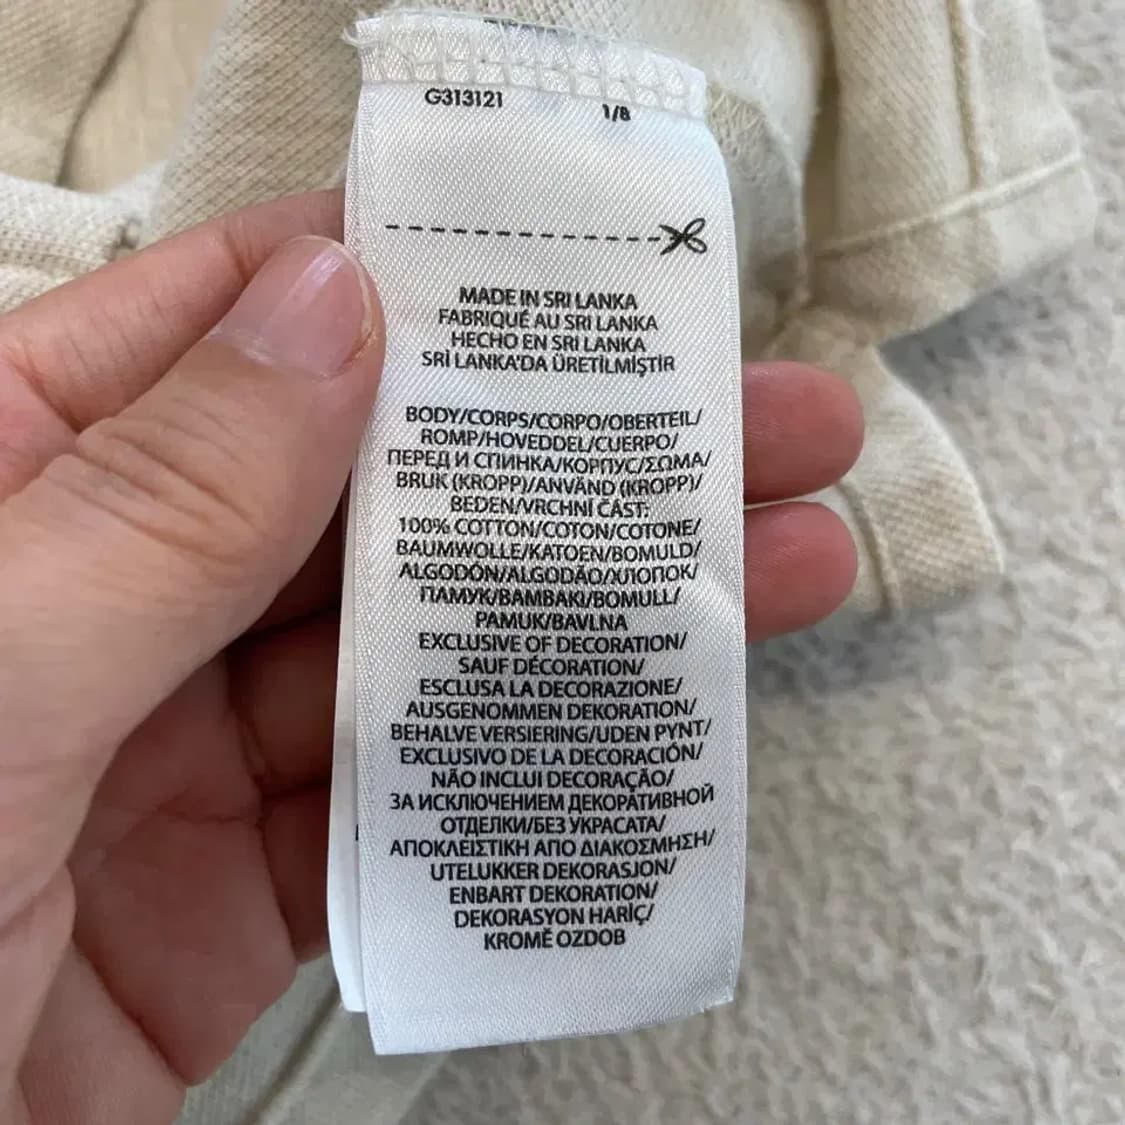 G313121 1/8
MADE IN SRI LANKA
FABRIQUÉ AU SRI LANKA
HECHO EN SRI LANKA
SRİ LANKA'DA ÜRETİLMİŞTİR
BODY/CORPS/CORPO/OBERTEIL/
ROMP/HOVEDDEL/CUERPO/
ПЕРЕД И СПИНКА/КОРПУС/ΣΩΜΑ/
BRUK (KROPP)/ANVÄND (KROPP)/
BEDEN/VRCHNÍ ČÁST:
100% COTTON/COTON/COTONE/
BAUMWOLLE/KATOEN/BOMULD/
ALGODÓN/ALGODÃO/ХЛОПОК/
ПАМУК/ΒΑΜΒΑΚΙ/BOMULL/
PAMUK/BAVLNA
EXCLUSIVE OF DECORATION/
SAUF DÉCORATION/
ESCLUSA LA DECORAZIONE/
AUSGENOMMEN DEKORATION/
BEHALVE VERSIERING/UDEN PYNT/
EXCLUSIVO DE LA DECORACIÓN/
NÃO INCLUI DECORAÇÃO/
ЗА ИСКЛЮЧЕНИЕМ ДЕКОРАТИВНОЙ
ОТДЕЛКИ/БЕЗ УКРАСАТА/
ΑΠΟΚΛΕΙΣΤΙΚΗ ΑΠΟ ΔΙΑΚΟΣΜΗΣΗ/
UTELUKKER DEKORASJON/
ENBART DEKORATION/
DEKORASYON HARİÇ/
KROMĚ OZDOB